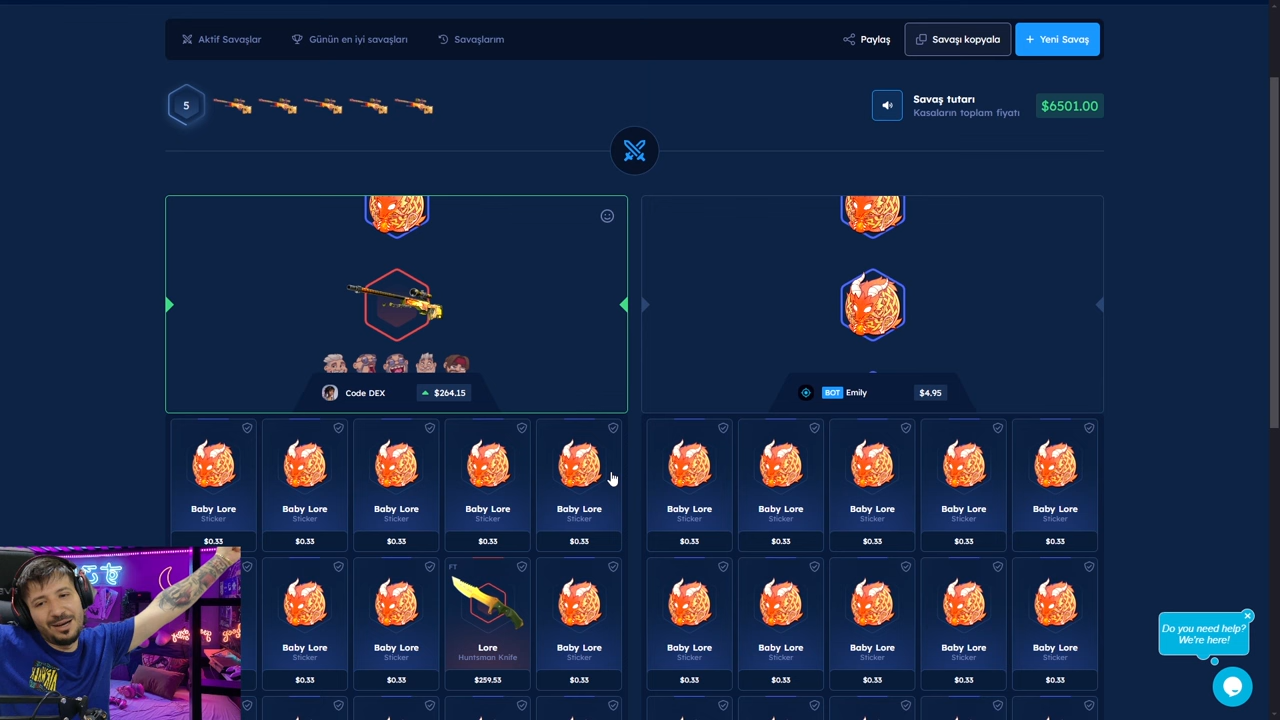 Aktif Savaşlar
Günün en iyi savaşları
Savaşlarım
Paylaş
Savaşı kopyala
+ Yeni Savaş
5
Savaş tutarı
Kasaların toplam fiyatı
$6501.00
Code DEX
$264.15
BOT Emily
$4.95
Baby Lore Baby Lore Baby Lore Baby Lore Baby Lore Baby Lore Baby Lore Baby Lore Baby Lore Baby Lore
Sticker Sticker Sticker Sticker Sticker Sticker Sticker Sticker Sticker Sticker
$0.33 $0.33 $0.33 $0.33 $0.33 $0.33 $0.33 $0.33 $0.33 $0.33
FT
Baby Lore Baby Lore Lore Baby Lore Baby Lore Baby Lore Baby Lore Baby Lore Baby Lore
Sticker Sticker Huntsman Knife Sticker Sticker Sticker Sticker Sticker Sticker
$0.33 $0.33 $259.53 $0.33 $0.33 $0.33 $0.33 $0.33 $0.33
Do you need help?
We're here!